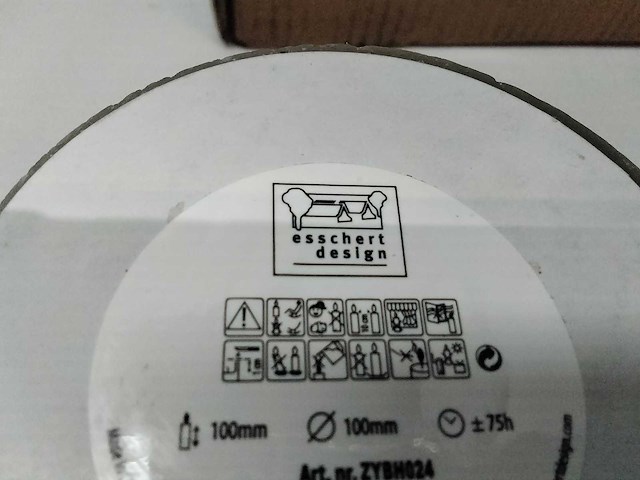 esschert
design
100mm 100mm ±75h
Art. nr. ZYBH024